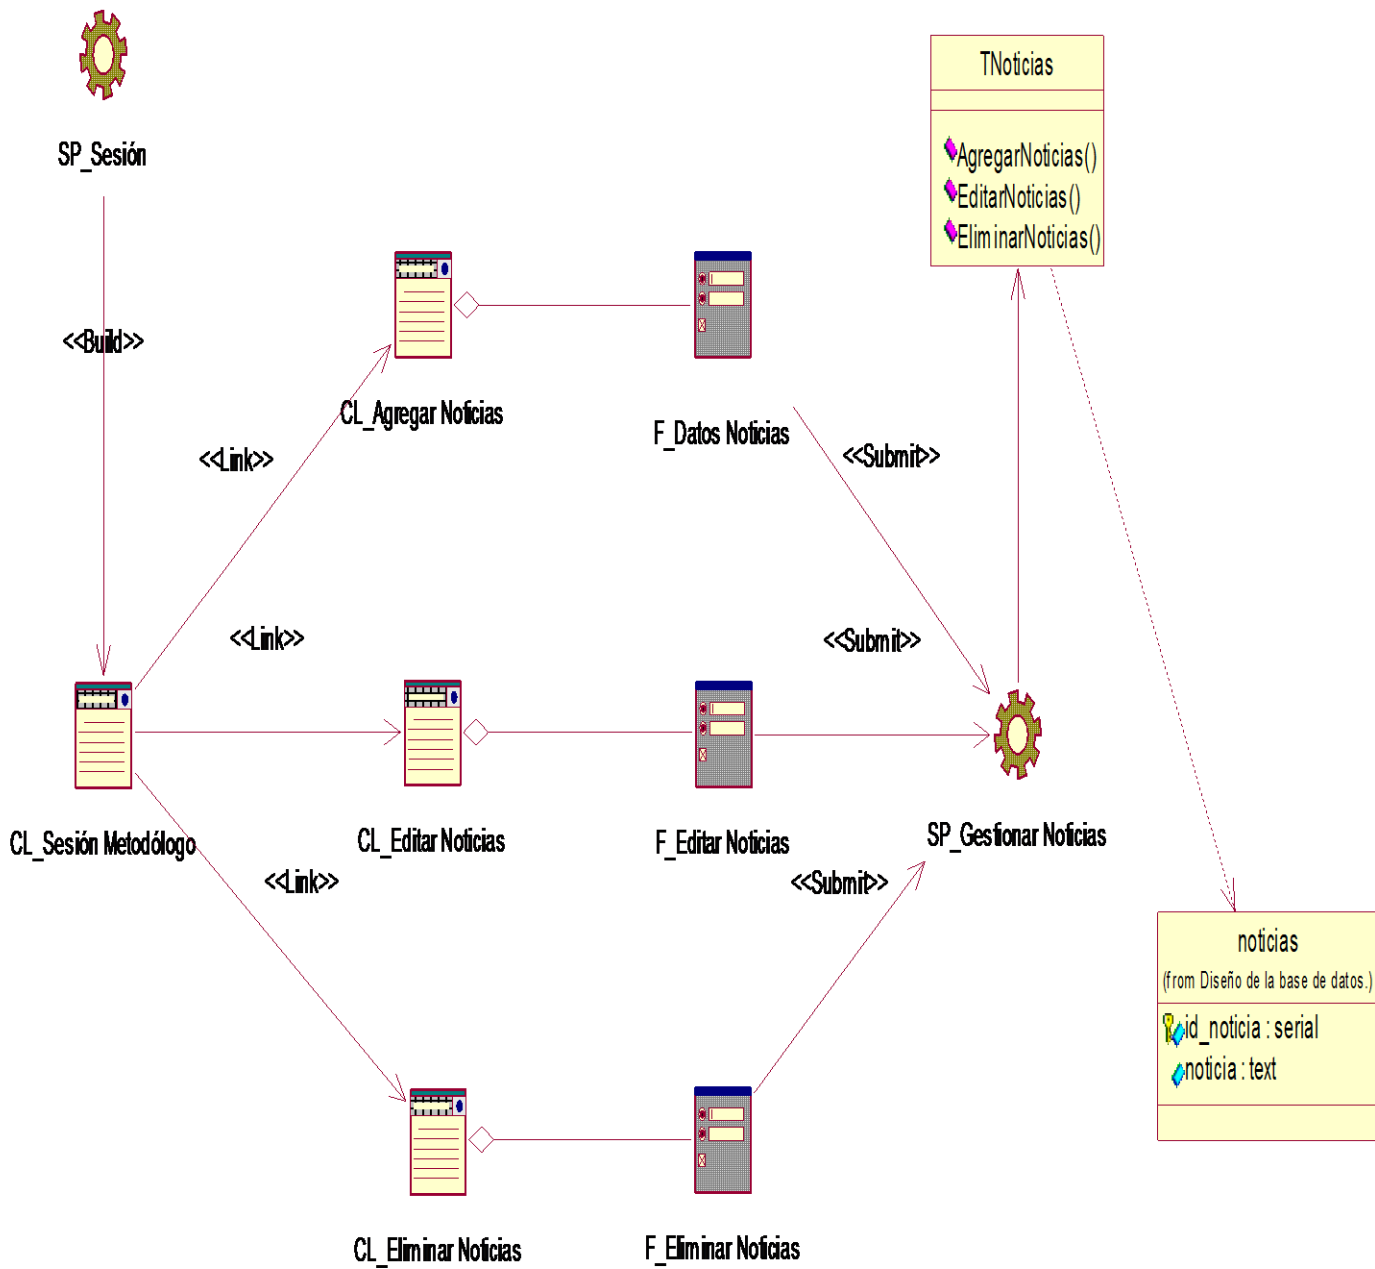 TNoticias
SP_Sesión
AgregarNoticias()
EditarNoticias()
EliminarNoticias()
<<Build>>
CL_Agregar Noticias
F_Datos Noticias
<<Link>>
<<Submit>>
<<Link>>
<<Submit>>
CL_Sesión Metodólogo
CL_Editar Noticias
F_Editar Noticias
SP_Gestionar Noticias
<<Link>>
<<Submit>>
noticias
(from Diseño de la base de datos.)
id_noticia : serial
noticia : text
CL_Eliminar Noticias
F_Eliminar Noticias